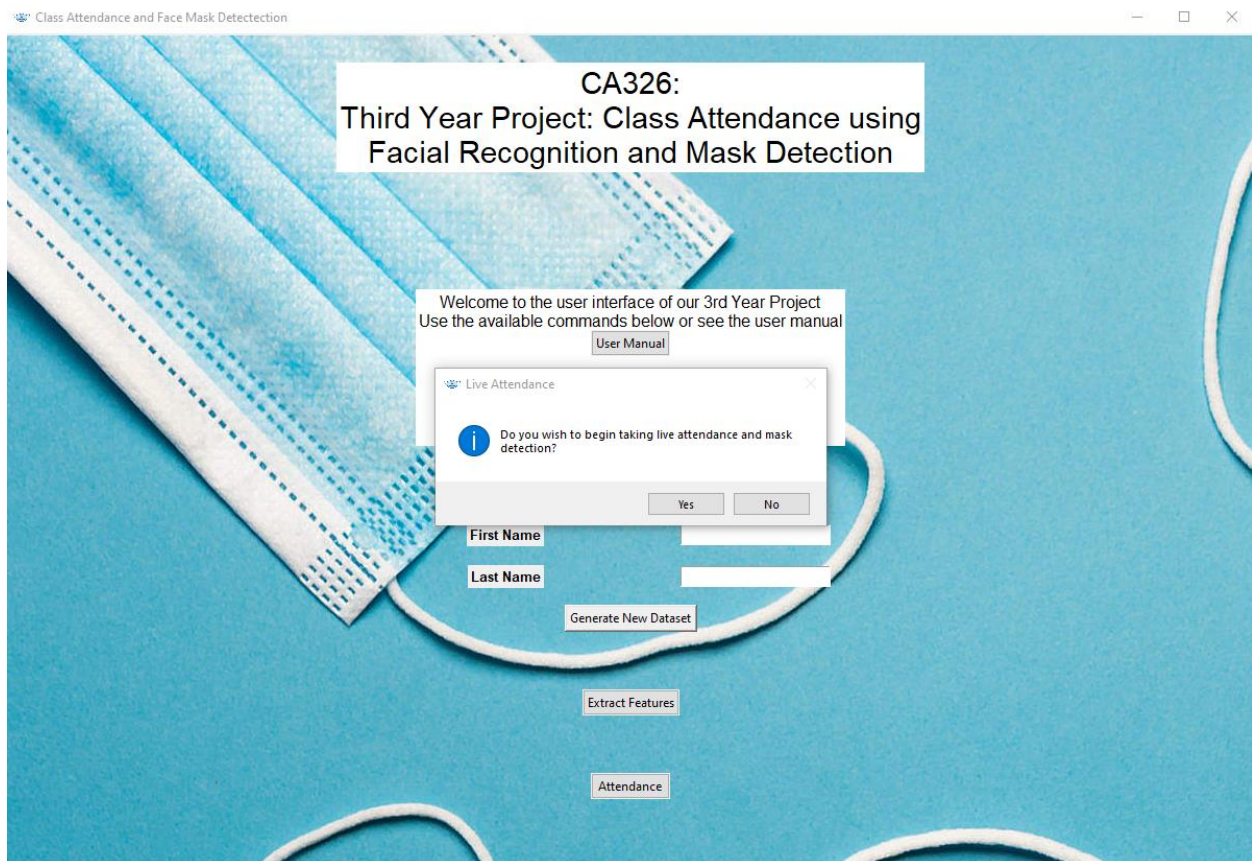 Class Attendance and Face Mask Detectection
CA326:
Third Year Project: Class Attendance using
Facial Recognition and Mask Detection
Welcome to the user interface of our 3rd Year Project
Use the available commands below or see the user manual
User Manual
Live Attendance
Do you wish to begin taking live attendance and mask
detection?
Yes No
First Name
Last Name
Generate New Dataset
Extract Features
Attendance